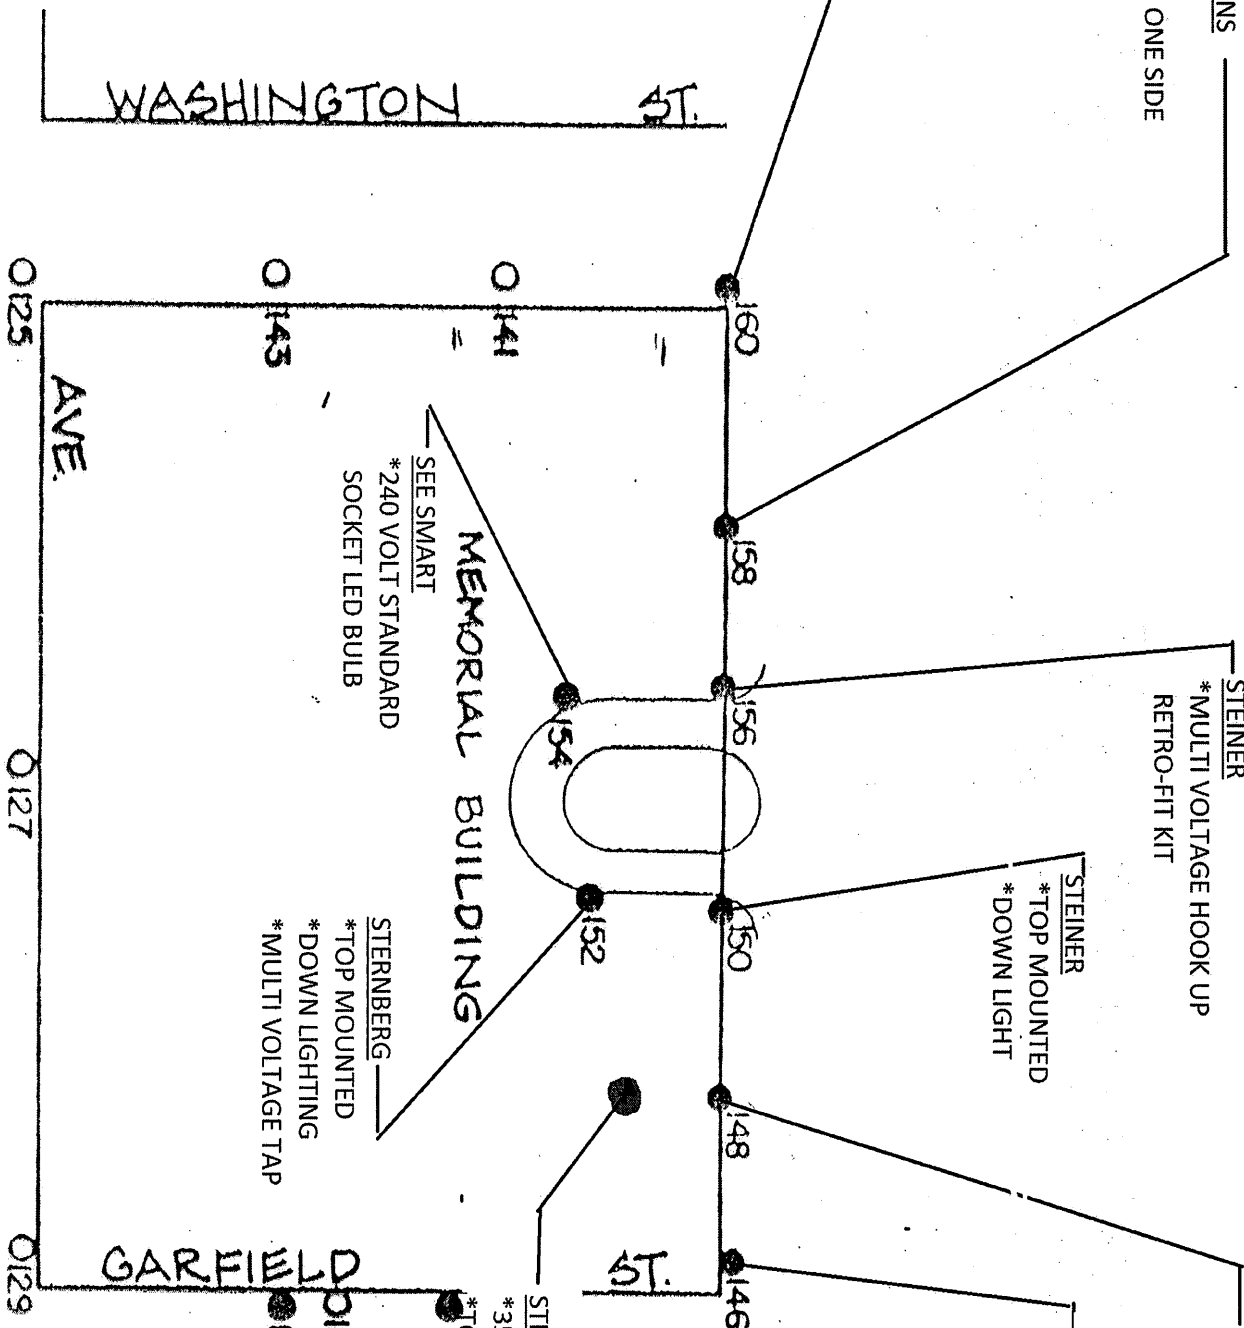 NS
ONE SIDE
WASHINGTON ST.
160
158
156
150
148
146
125
143
141
AVE.
SEE SMART
*240 VOLT STANDARD
SOCKET LED BULB
MEMORIAL BUILDING
154
152
127
STEINER
*MULTI VOLTAGE HOOK UP
RETRO-FIT KIT
STEINER
*TOP MOUNTED
*DOWN LIGHT
STERNBERG
*TOP MOUNTED
*DOWN LIGHTING
*MULTI VOLTAGE TAP
GARFIELD ST.
129